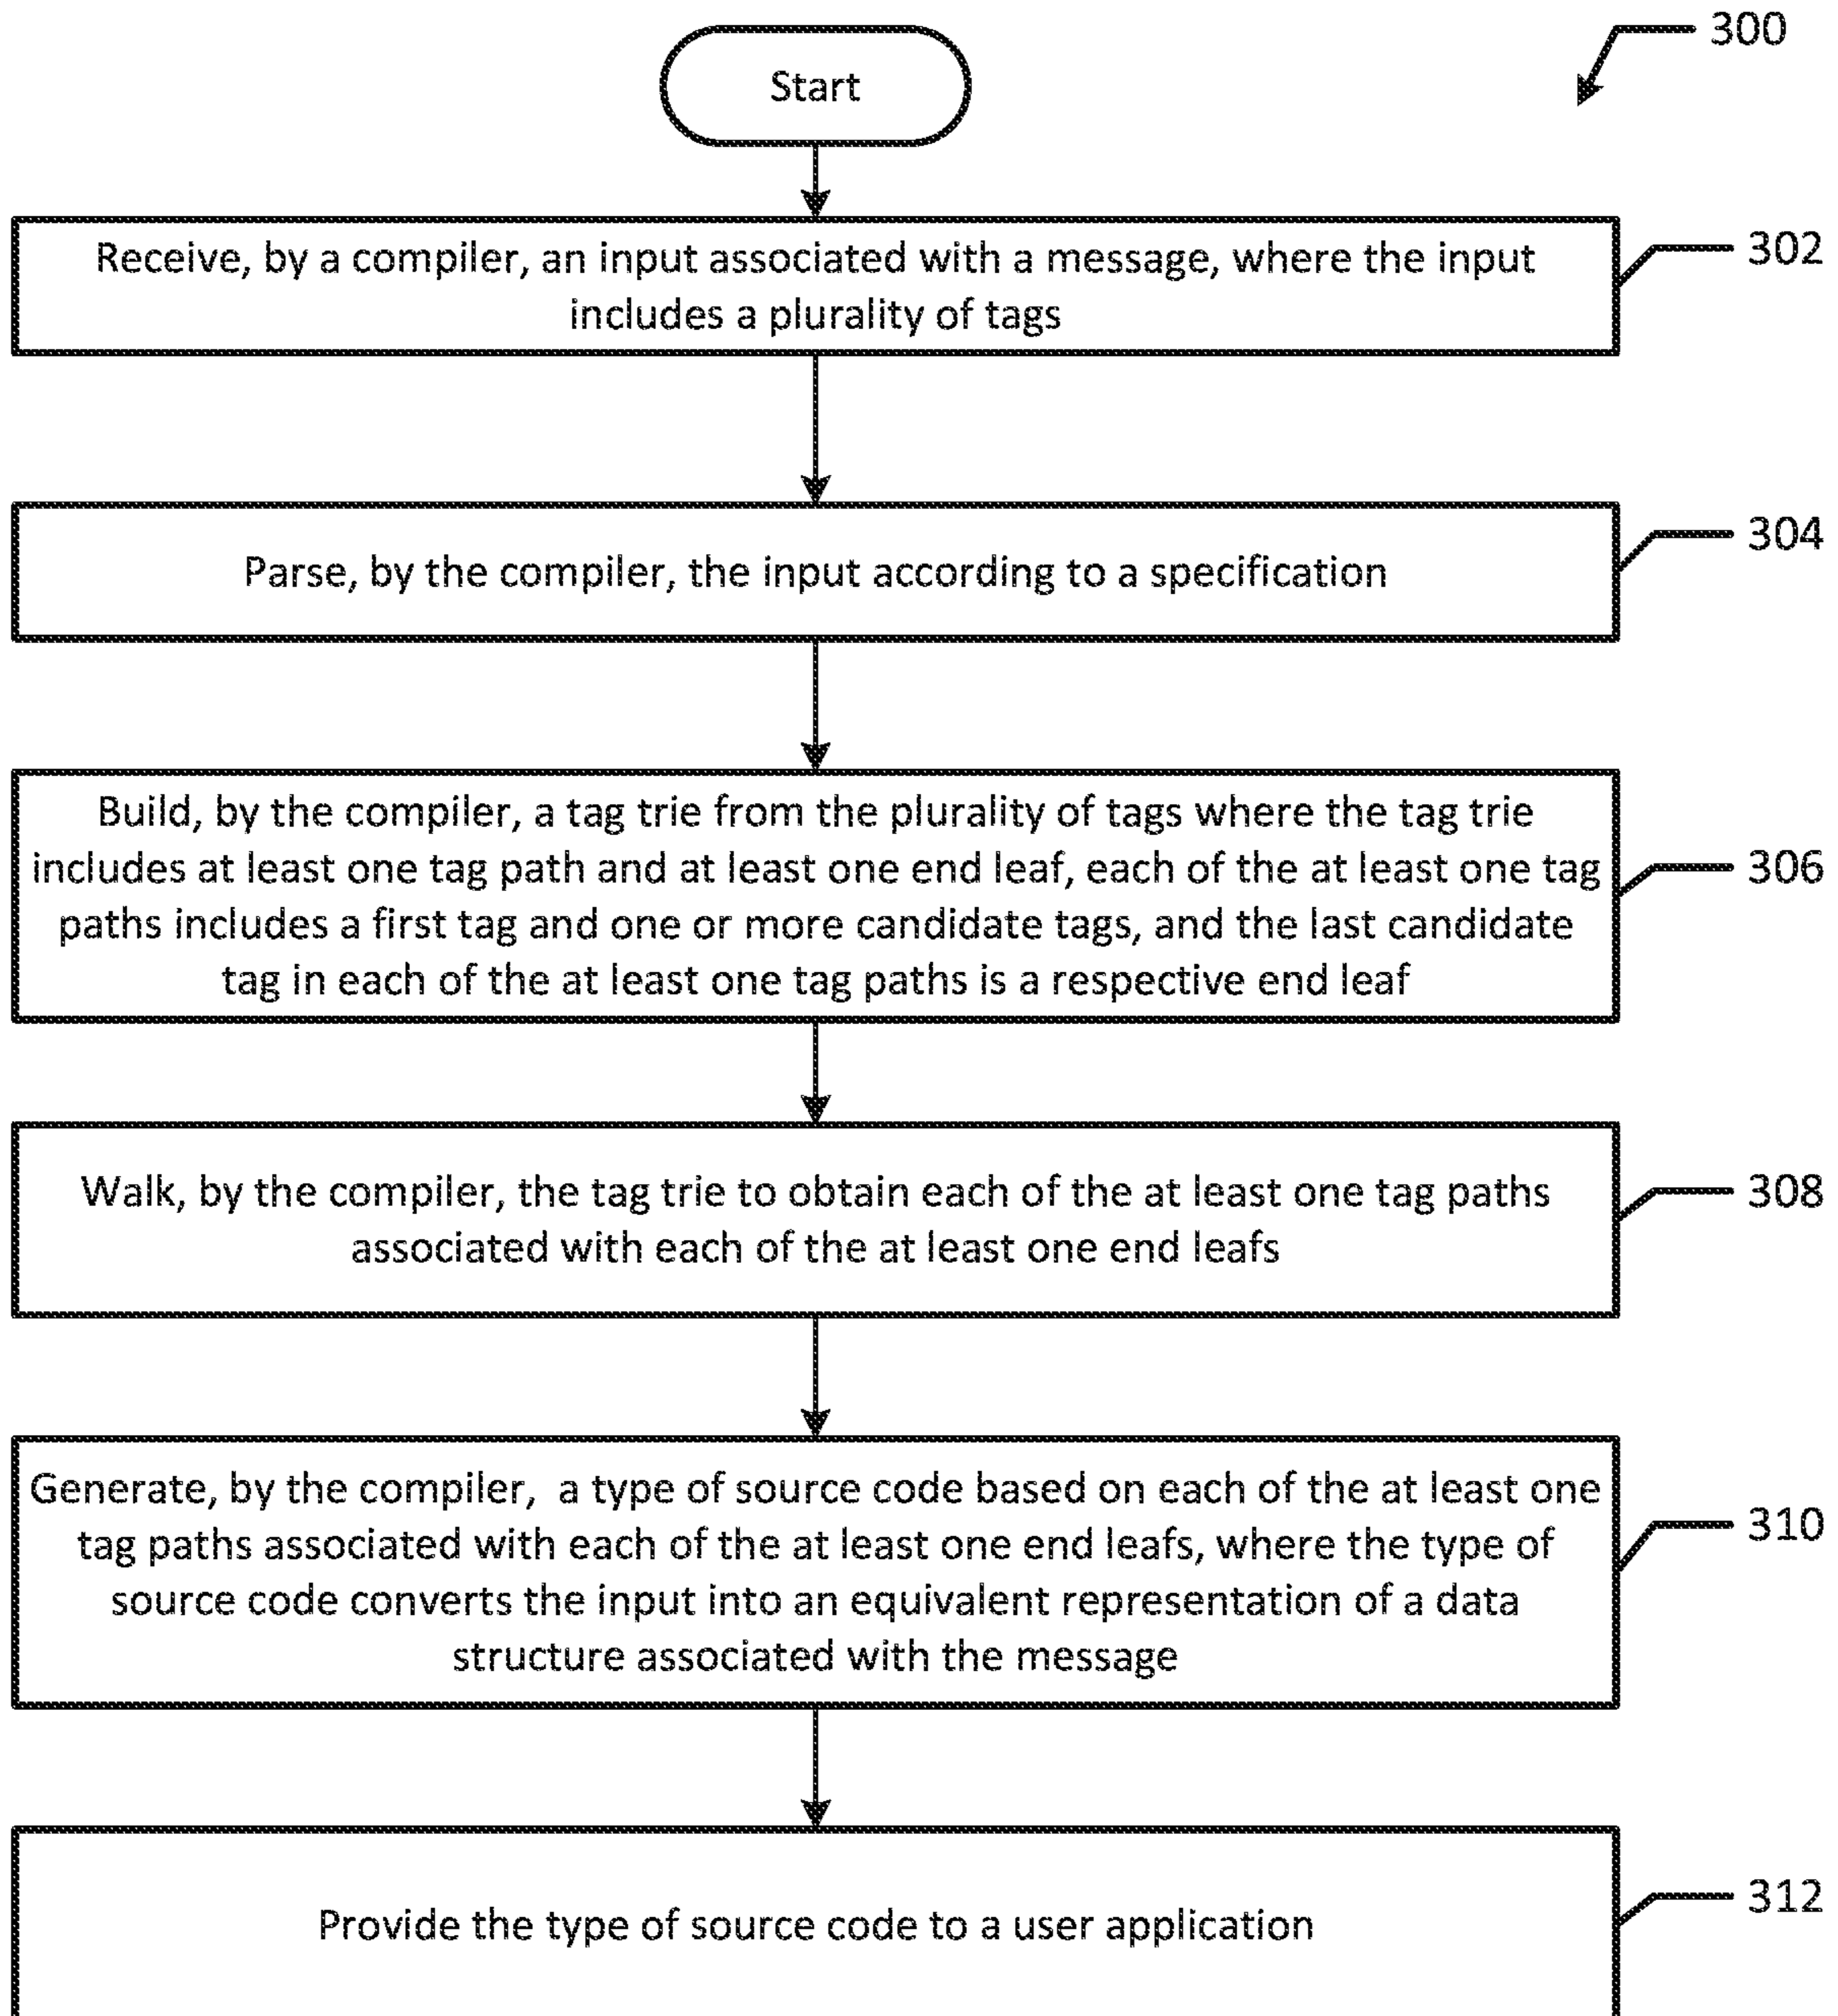 300
Start
Receive, by a compiler, an input associated with a message, where the input
includes a plurality of tags
302
Parse, by the compiler, the input according to a specification
304
Build, by the compiler, a tag trie from the plurality of tags where the tag trie
includes at least one tag path and at least one end leaf, each of the at least one tag
paths includes a first tag and one or more candidate tags, and the last candidate
tag in each of the at least one tag paths is a respective end leaf
306
Walk, by the compiler, the tag trie to obtain each of the at least one tag paths
associated with each of the at least one end leafs
308
Generate, by the compiler, a type of source code based on each of the at least one
tag paths associated with each of the at least one end leafs, where the type of
source code converts the input into an equivalent representation of a data
structure associated with the message
310
Provide the type of source code to a user application
312